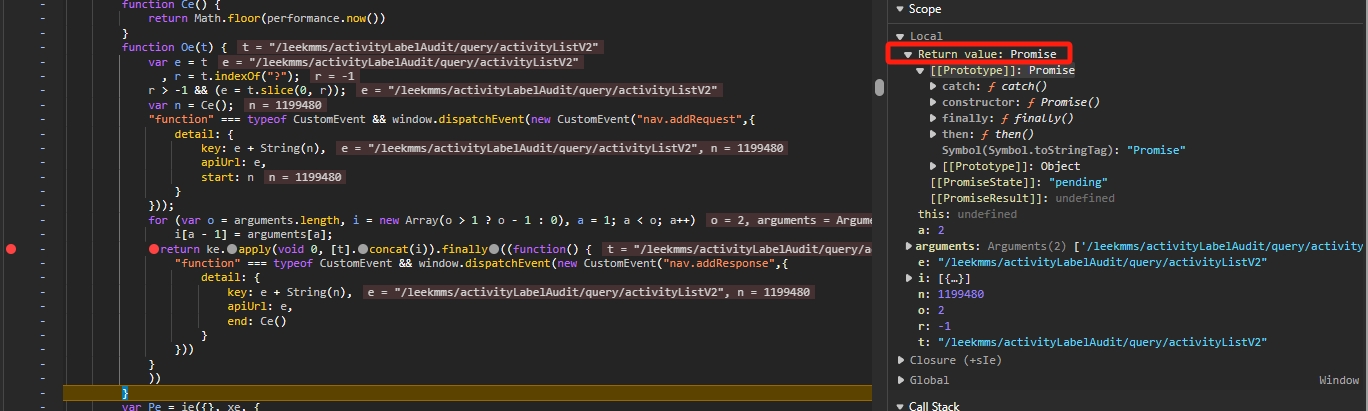 function Ce() {
return Math.floor(performance.now())
}
function Oe(t) { t = "/leekmms/activityLabelAudit/query/activityListV2"
var e = t e = "/leekmms/activityLabelAudit/query/activityListV2"
, r = t.indexOf("?"); r = -1
r > -1 && (e = t.slice(0, r)); e = "/leekmms/activityLabelAudit/query/activityListV2"
var n = Ce(); n = 1199480
"function" === typeof CustomEvent && window.dispatchEvent(new CustomEvent("nav.addRequest",{
detail: {
key: e + String(n), e = "/leekmms/activityLabelAudit/query/activityListV2", n = 1199480
apiUrl: e,
start: n n = 1199480
}
}));
for (var o = arguments.length, i = new Array(o > 1 ? o - 1 : 0), a = 1; a < o; a++) o = 2, arguments = Argume
i[a - 1] = arguments[a];
return ke.apply(void 0, [t].concat(i)).finally((function() { t = "/leekmms/activityLabelAudit/query/ac
"function" === typeof CustomEvent && window.dispatchEvent(new CustomEvent("nav.addResponse",{
detail: {
key: e + String(n), e = "/leekmms/activityLabelAudit/query/activityListV2", n = 1199480
apiUrl: e,
end: Ce()
}
}))
}
))
}
var Pe = ie({}, xe, {
Scope
Local
Return value: Promise
[[Prototype]]: Promise
catch: ƒ catch()
constructor: ƒ Promise()
finally: ƒ finally()
then: ƒ then()
Symbol(Symbol.toStringTag): "Promise"
[[Prototype]]: Object
[[PromiseState]]: "pending"
[[PromiseResult]]: undefined
this: undefined
a: 2
arguments: Arguments(2) ['/leekmms/activityLabelAudit/query/activity
e: "/leekmms/activityLabelAudit/query/activityListV2"
i: [{…}]
n: 1199480
o: 2
r: -1
t: "/leekmms/activityLabelAudit/query/activityListV2"
Closure (+sIe)
Global Window
Call Stack